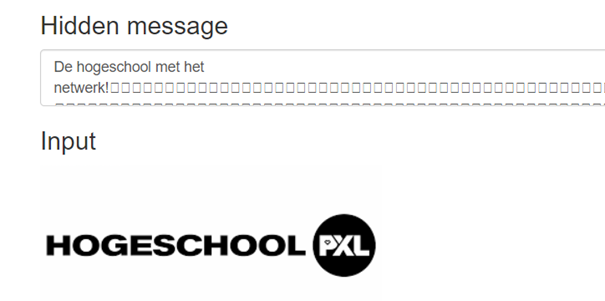 Hidden message
De hogeschool met het
netwerk!
Input
HOGESCHOOL PXL